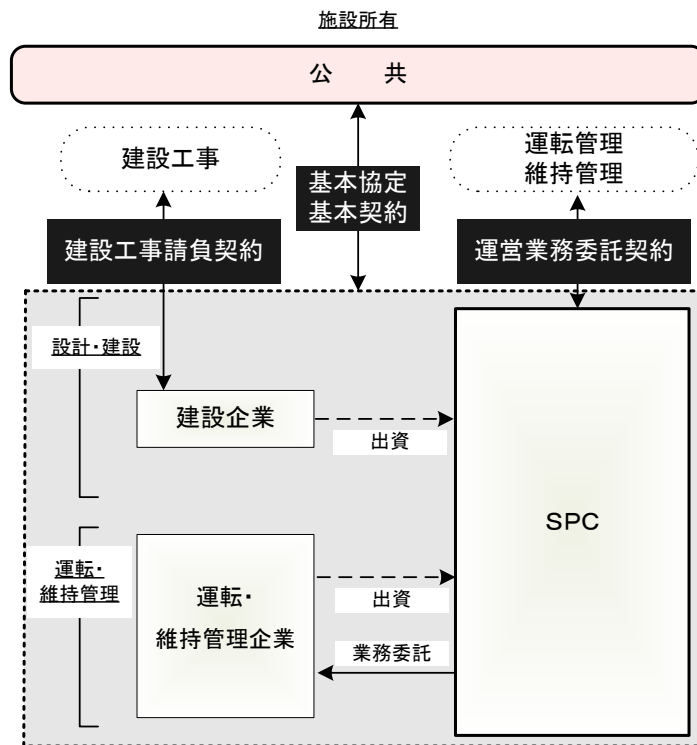 施設所有
公　　共
建設工事
運転管理
維持管理
基本協定
基本契約
建設工事請負契約
運営業務委託契約
設計・建設
建設企業
出資
SPC
運転・
維持管理
運転・
維持管理企業
出資
業務委託